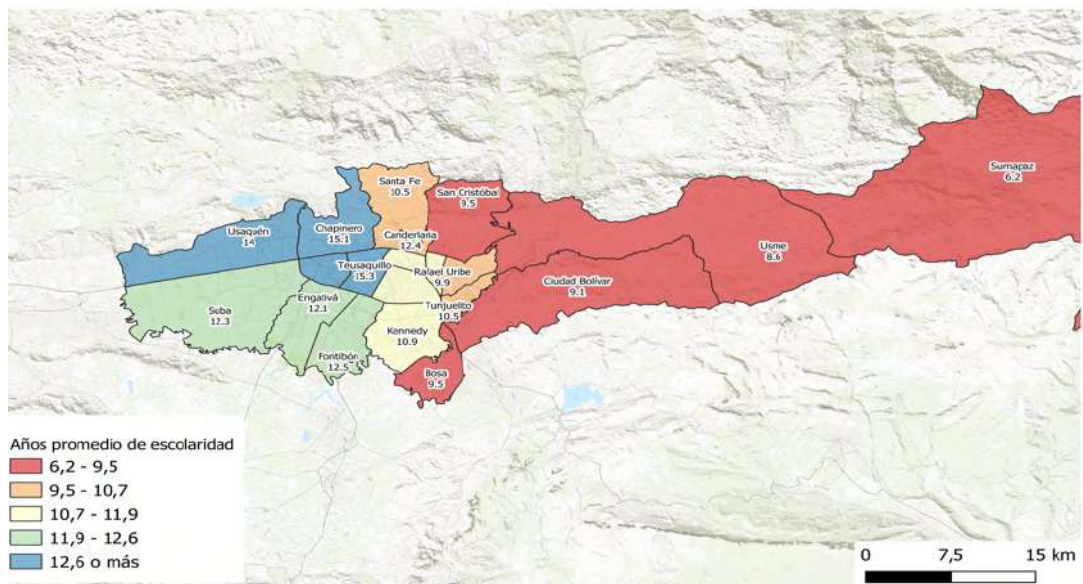 Santa Fe
10.5
San Cristóbal
9.5
Sumapaz
6.2
Usaquén
14
Chapinero
15.1
Canderlaria
12.4
Usme
8.6
Teusaquillo
15.3
Rafael Uribe
9.9
Ciudad Bolívar
9.1
Suba
12.3
Engativá
12.1
Tunjuelito
10.5
Kennedy
10.9
Fontibón
12.5
Bosa
9.5
Años promedio de escolaridad
6,2 - 9,5
9,5 - 10,7
10,7 - 11,9
11,9 - 12,6
12,6 o más
0 7,5 15 km